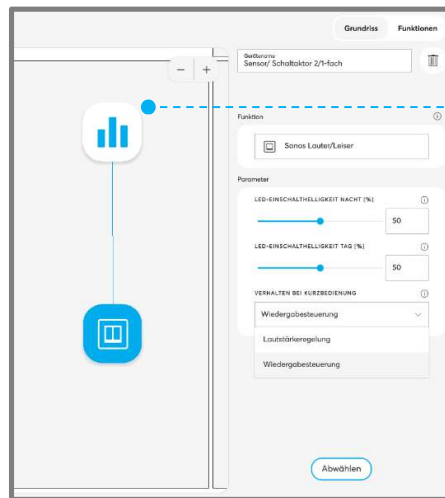 Grundriss Funktionen
− +
Gerätename
Sensor/ Schaltaktor 2/1-fach
Funktion
Sonos Lauter/Leiser
Parameter
LED-EINSCHALTHELLIGKEIT NACHT [%]
50
LED-EINSCHALTHELLIGKEIT TAG [%]
50
VERHALTEN BEI KURZBEDIENUNG
Wiedergabesteuerung
Lautstärkeregelung
Wiedergabesteuerung
Abwählen